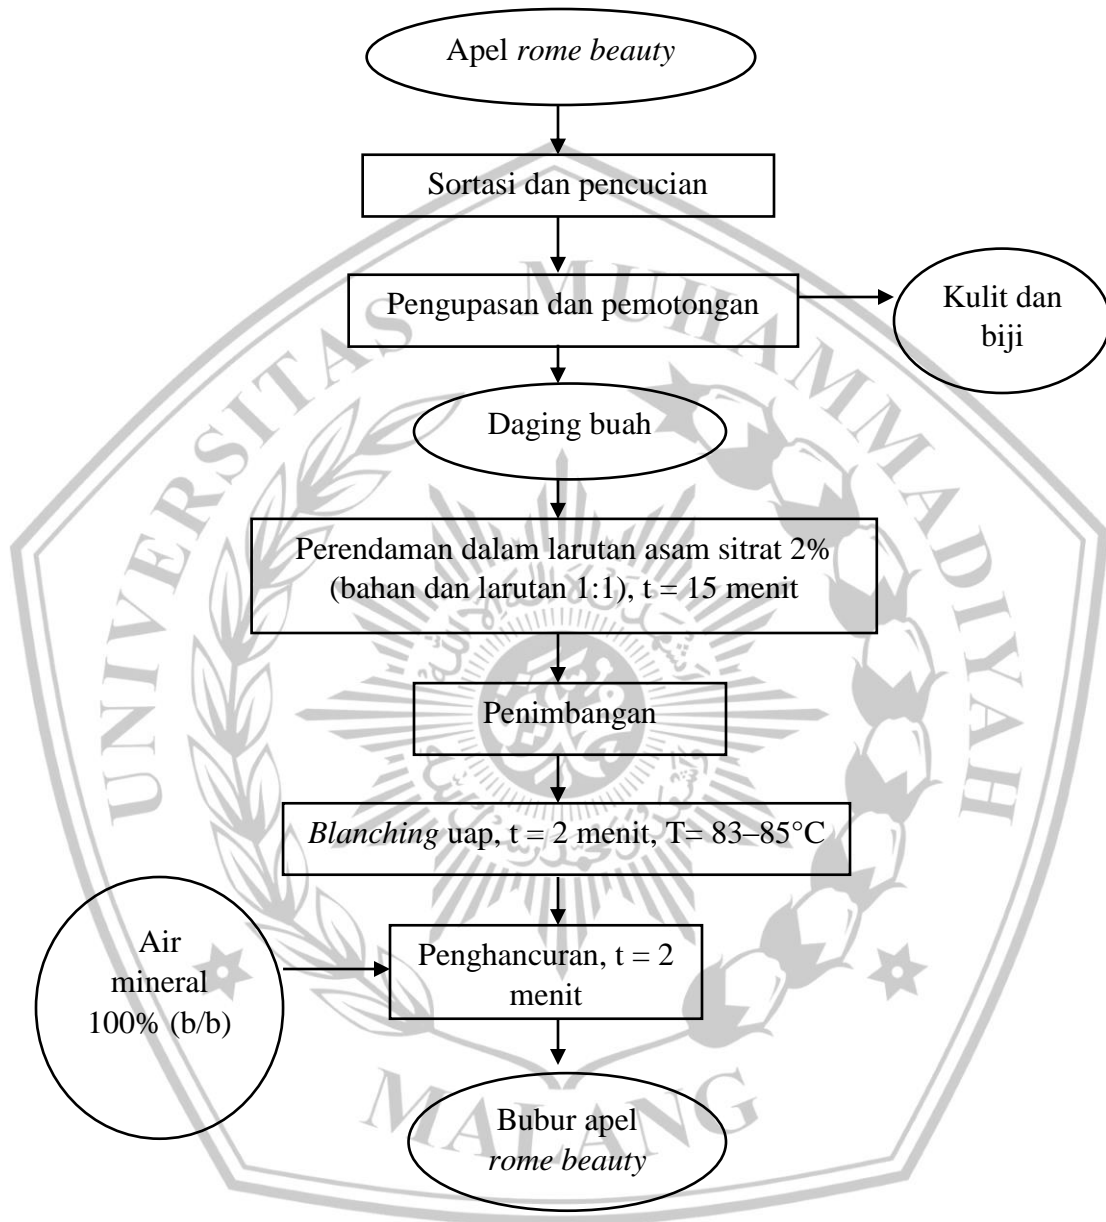 Apel rome beauty
Sortasi dan pencucian
Pengupasan dan pemotongan
Kulit dan
biji
Daging buah
Perendaman dalam larutan asam sitrat 2%
(bahan dan larutan 1:1), t = 15 menit
Penimbangan
Blanching uap, t = 2 menit, T= 83–85°C
Air
mineral
100% (b/b)
Penghancuran, t = 2
menit
Bubur apel
rome beauty
UNIVERSITAS MUHAMMADIYAH
MALANG